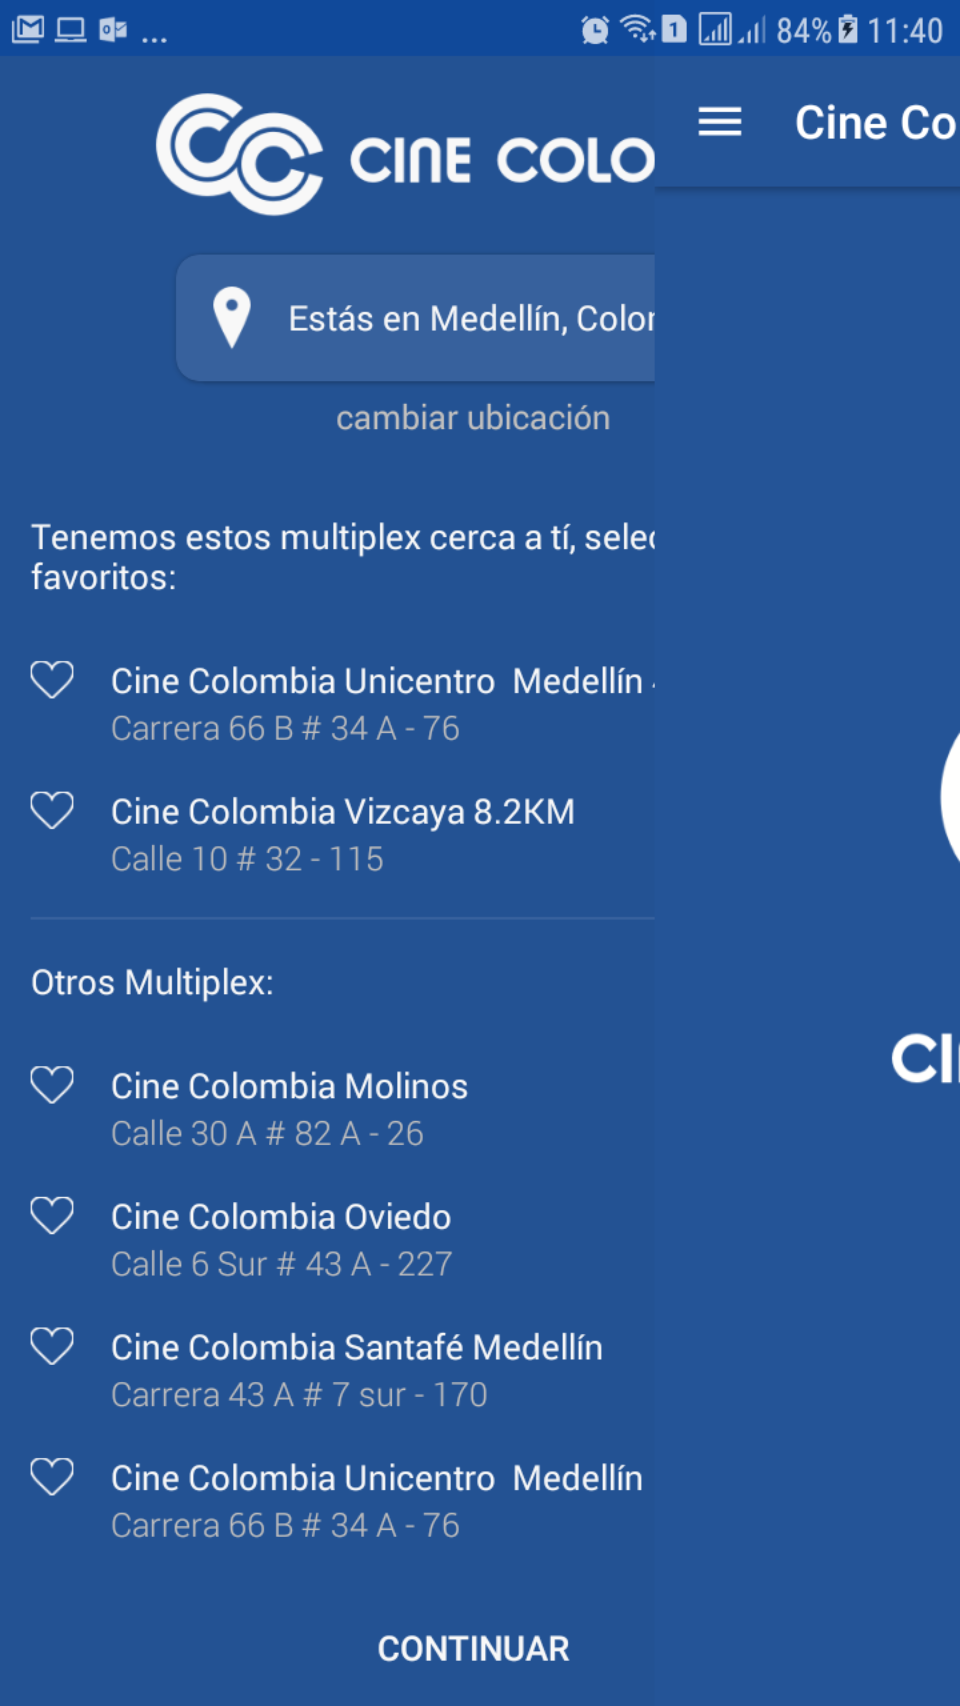 ... 1 84% 11:40
CINE COLO
Cine Co
Estás en Medellín, Color
cambiar ubicación
Tenemos estos multiplex cerca a tí, selec
favoritos:
Cine Colombia Unicentro  Medellín
Carrera 66 B # 34 A - 76
Cine Colombia Vizcaya 8.2KM
Calle 10 # 32 - 115
Otros Multiplex:
CI
Cine Colombia Molinos
Calle 30 A # 82 A - 26
Cine Colombia Oviedo
Calle 6 Sur # 43 A - 227
Cine Colombia Santafé Medellín
Carrera 43 A # 7 sur - 170
Cine Colombia Unicentro  Medellín
Carrera 66 B # 34 A - 76
CONTINUAR